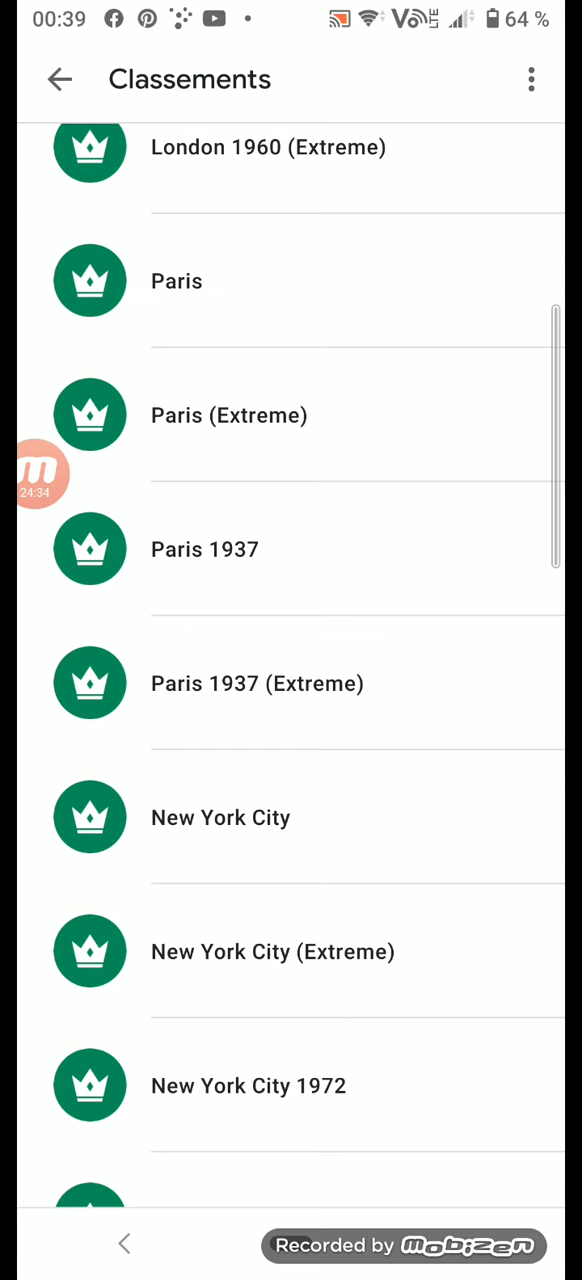 00:39 64 %
Classements
London 1960 (Extreme)
Paris
Paris (Extreme)
24:34
Paris 1937
Paris 1937 (Extreme)
New York City
New York City (Extreme)
New York City 1972
Recorded by mobizen